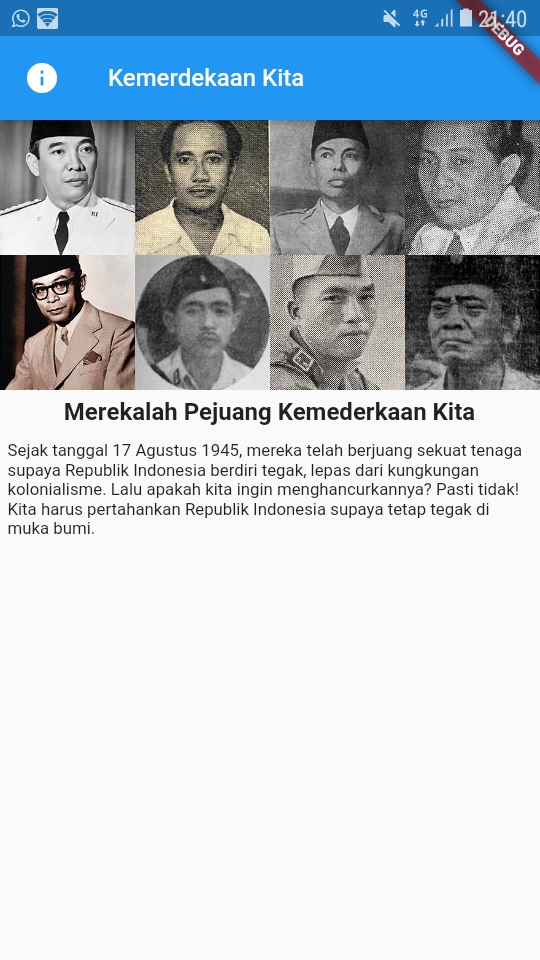 4G 21:40
DEBUG
Kemerdekaan Kita
Merekalah Pejuang Kemederkaan Kita
Sejak tanggal 17 Agustus 1945, mereka telah berjuang sekuat tenaga
supaya Republik Indonesia berdiri tegak, lepas dari kungkungan
kolonialisme. Lalu apakah kita ingin menghancurkannya? Pasti tidak!
Kita harus pertahankan Republik Indonesia supaya tetap tegak di
muka bumi.